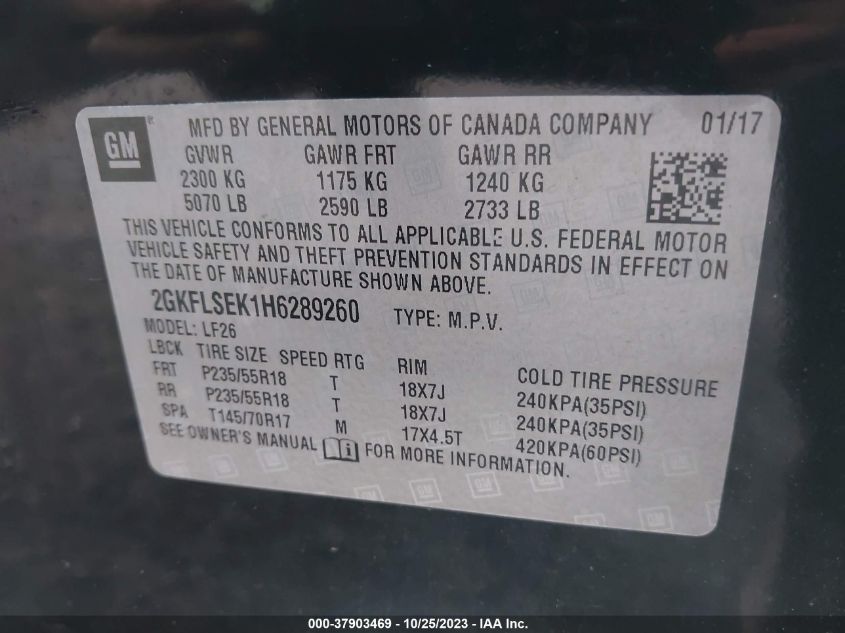 GM ® MFD BY GENERAL MOTORS OF CANADA COMPANY 01/17
GVWR GAWR FRT GAWR RR
2300 KG 1175 KG 1240 KG
5070 LB 2590 LB 2733 LB
THIS VEHICLE CONFORMS TO ALL APPLICABLE U.S. FEDERAL MOTOR
VEHICLE SAFETY AND THEFT PREVENTION STANDARDS IN EFFECT ON
THE DATE OF MANUFACTURE SHOWN ABOVE.
2GKFLSEK1H6289260 TYPE: M.P.V.
MODEL: LF26
LBCK TIRE SIZE SPEED RTG RIM COLD TIRE PRESSURE
FRT P235/55R18 T 18X7J 240KPA(35PSI)
RR P235/55R18 T 18X7J 240KPA(35PSI)
SPA T145/70R17 M 17X4.5T 420KPA(60PSI)
SEE OWNER'S MANUAL i FOR MORE INFORMATION.
000-37903469 - 10/25/2023 - IAA Inc.